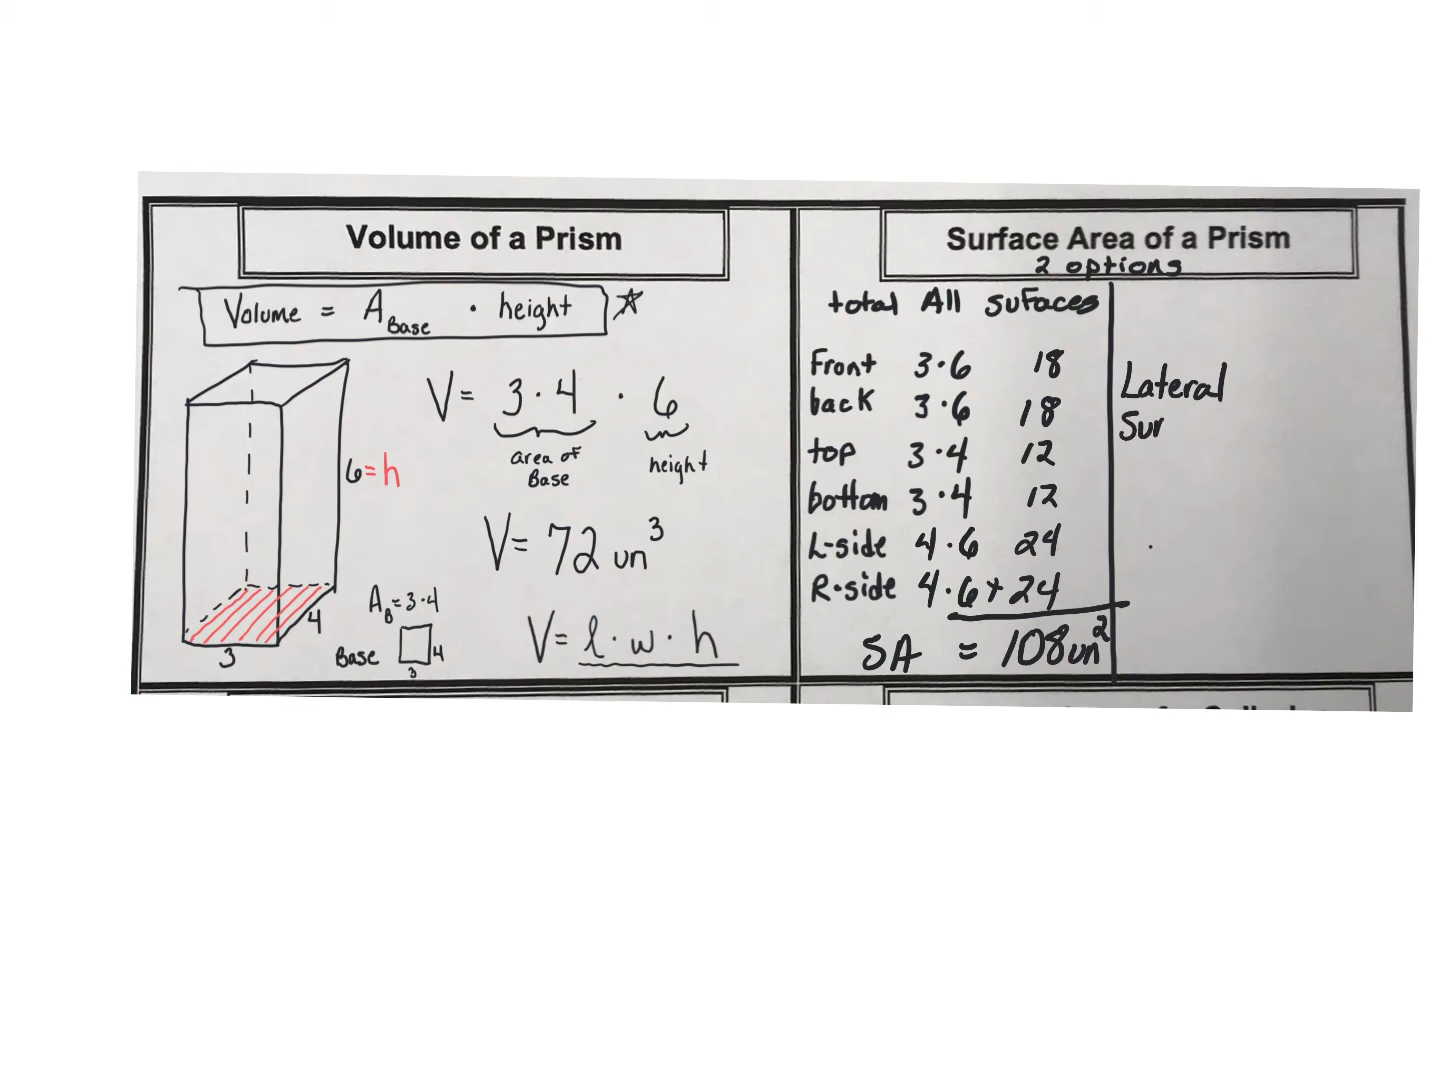 Volume of a Prism
Volume = A Base · height
V= 3·4 · 6
area of Base
height
6=h
V= 72 un³
A B = 3·4
4
3
Base
4
3
V= l·w·h
Surface Area of a Prism
2 options
total All sufaces
Front 3·6 18
back 3·6 18
top 3·4 12
bottom 3·4 12
L-side 4·6 24
R-side 4·6 + 24
SA = 108un²
Lateral
Sur